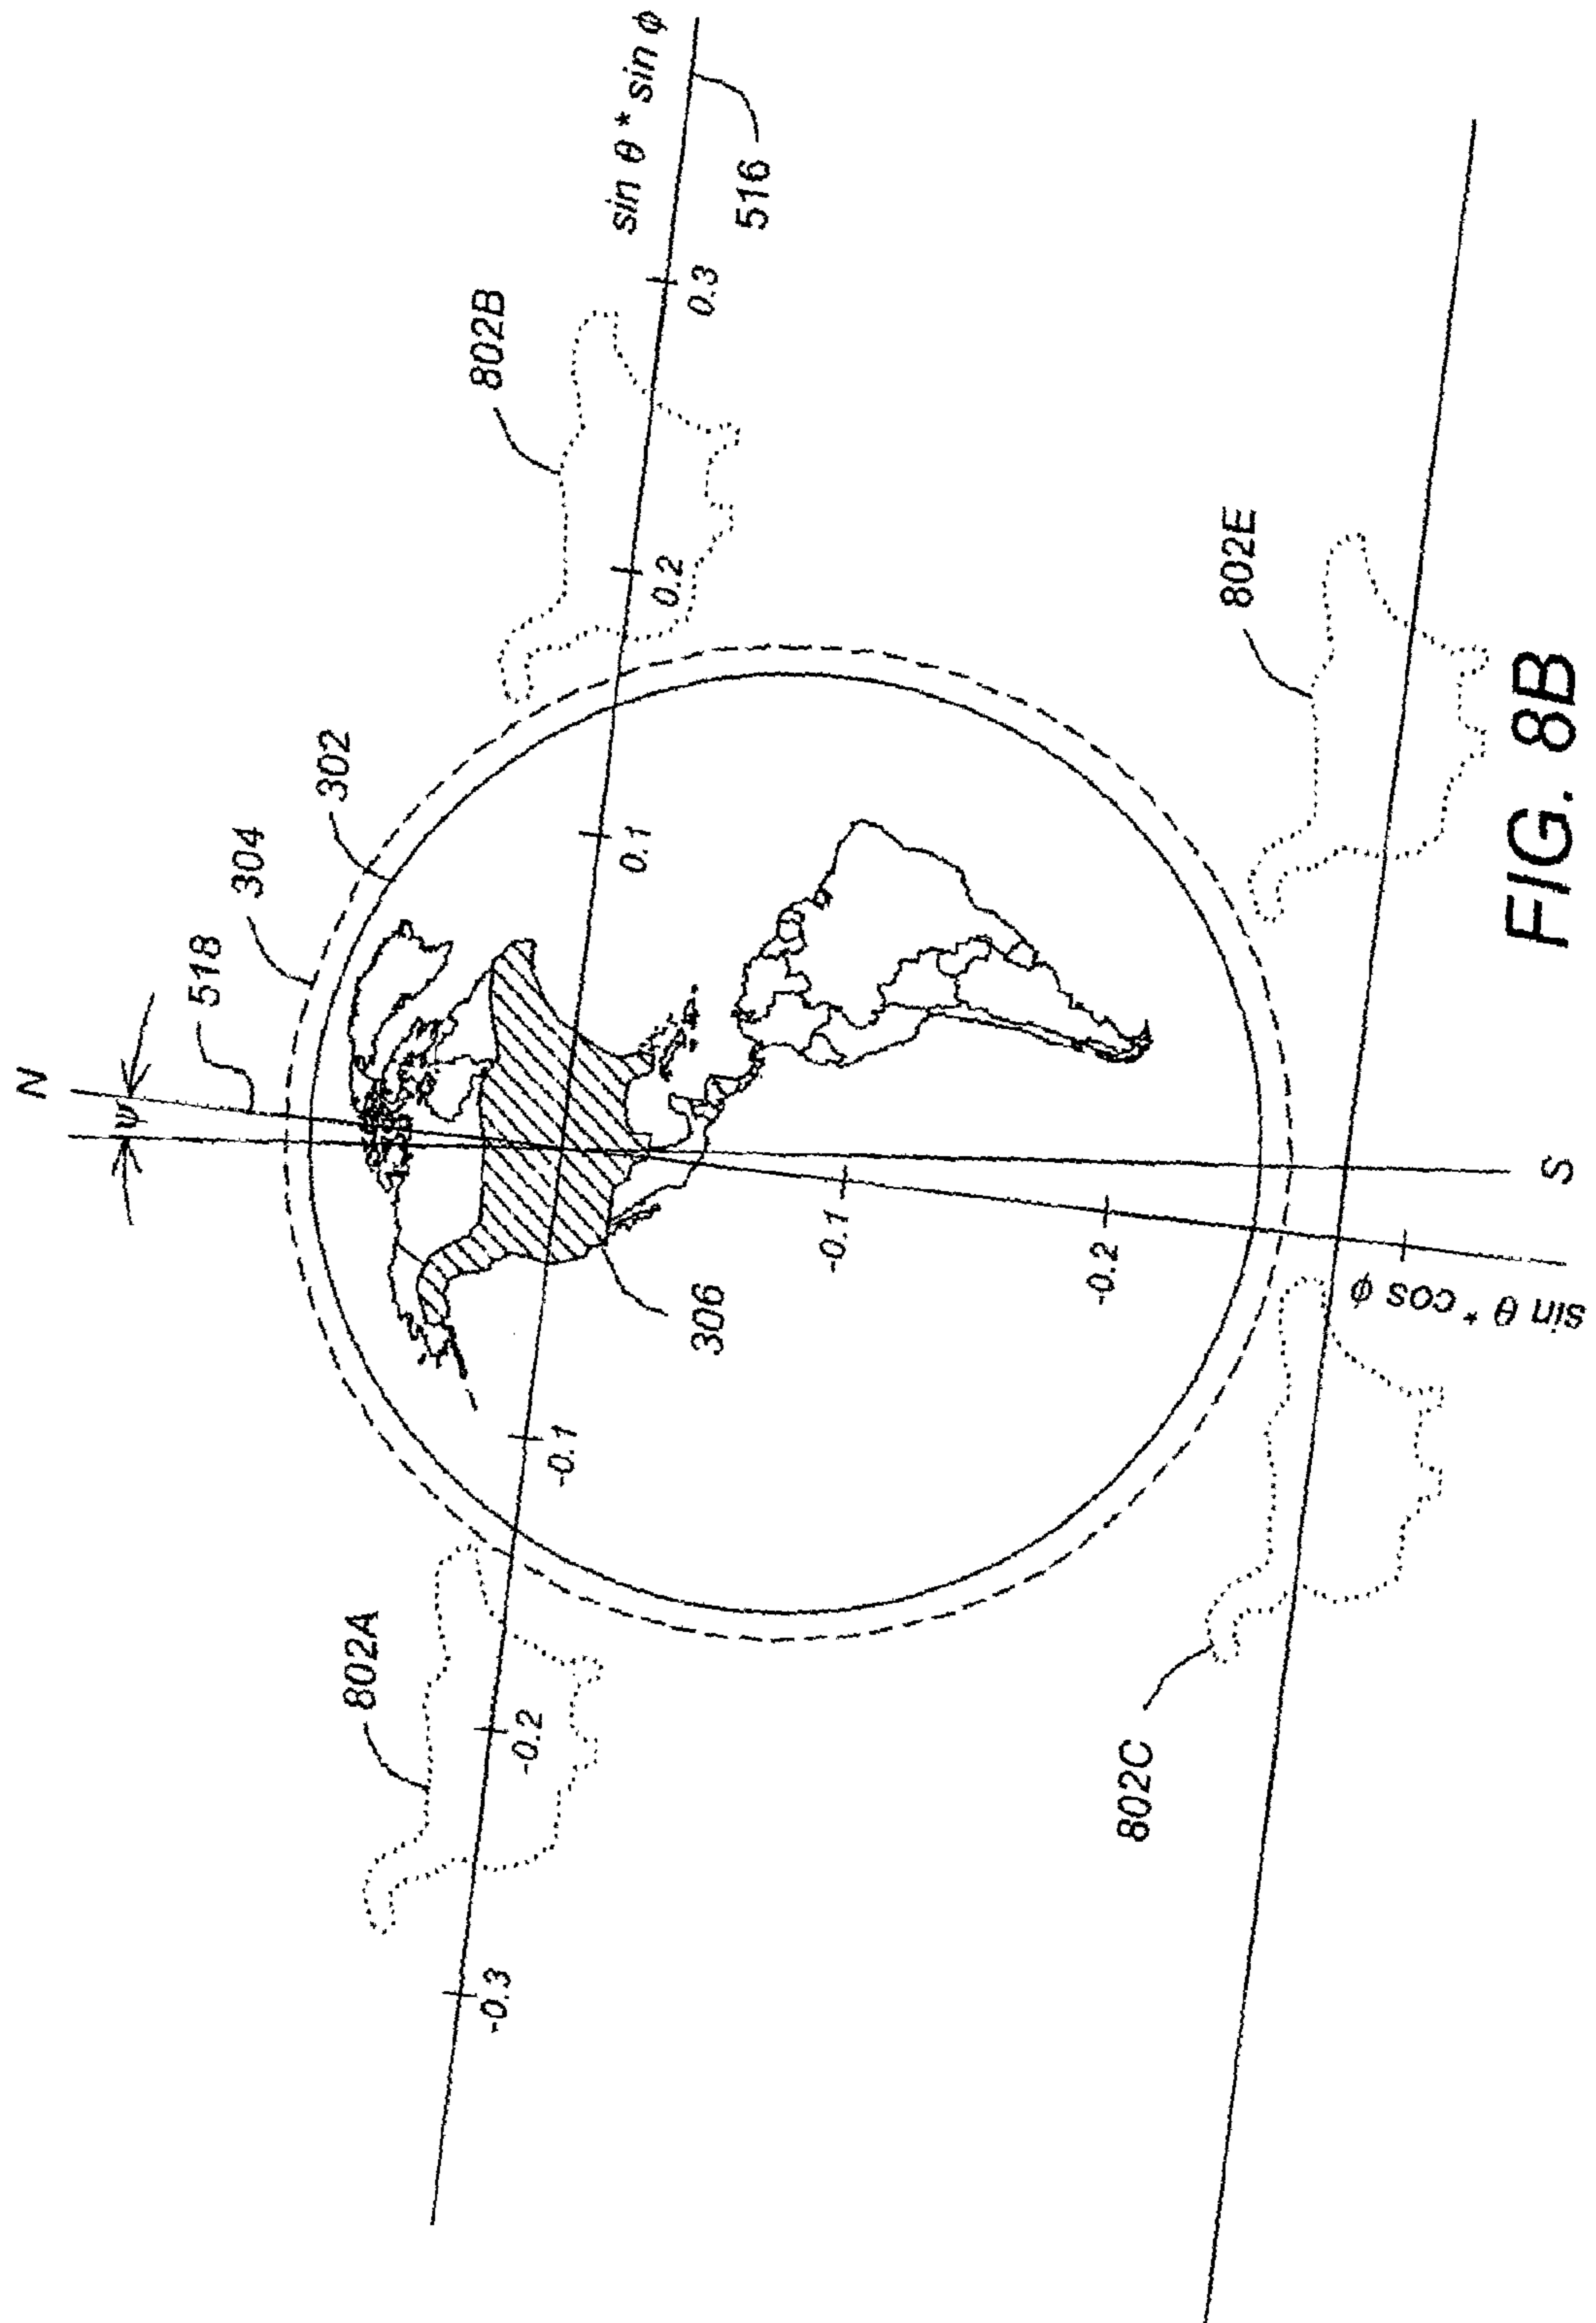 N
ψ
518
304
302
802B
sin θ * sin ϕ
516
802A
-0.3
-0.2
-0.1
0.1
0.2
0.3
306
-0.1
-0.2
802C
802E
sin θ * cos ϕ
S
FIG. 8B